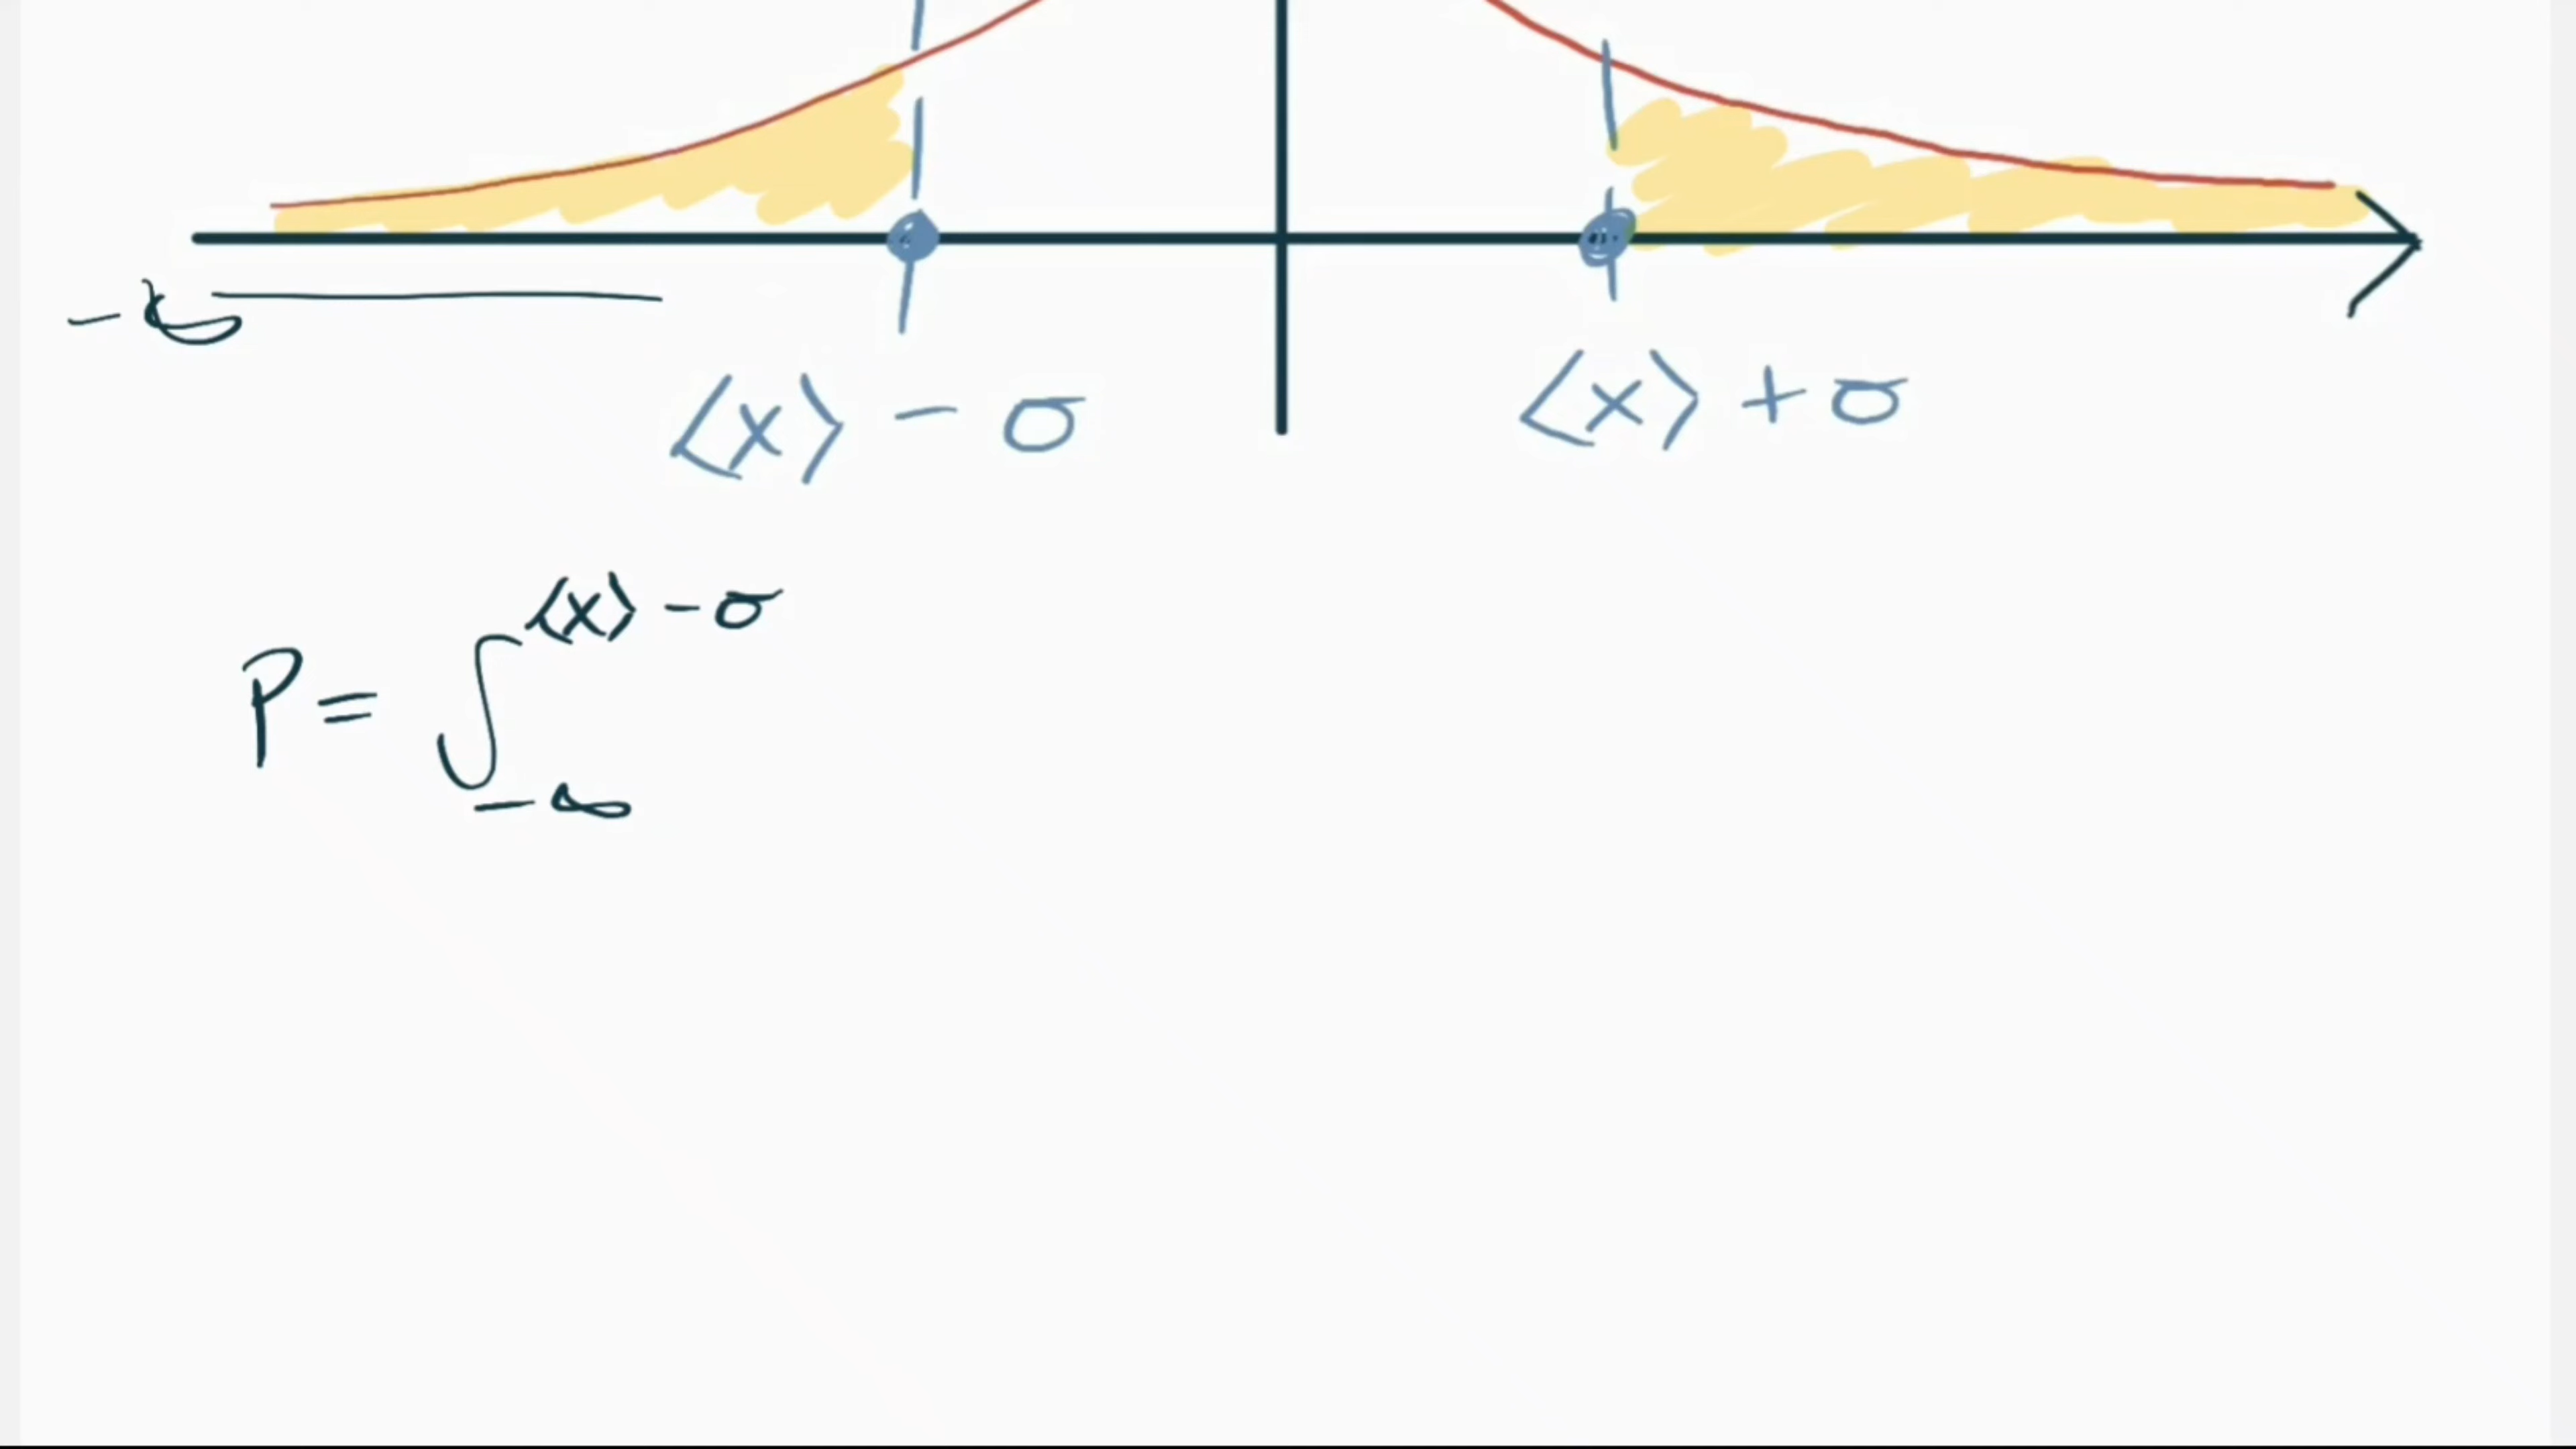 -∞
⟨x⟩ - σ ⟨x⟩ + σ
P = ∫_{-∞}^{⟨x⟩ - σ}